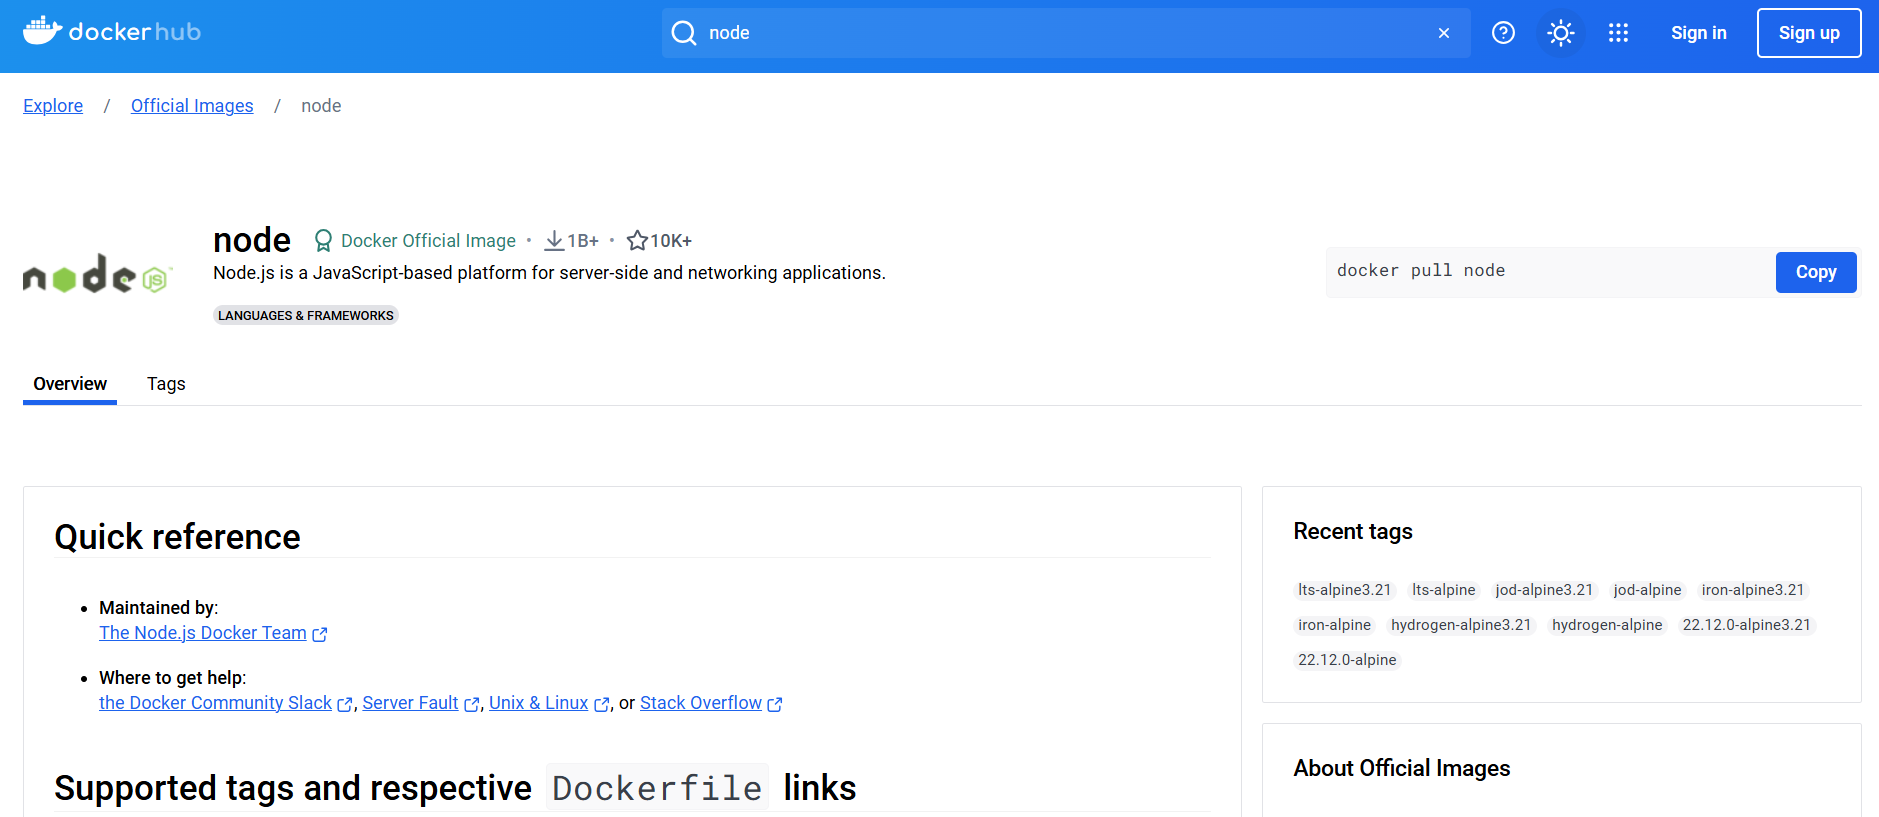 docker hub
node
Sign in
Sign up
Explore / Official Images / node
node
node Docker Official Image • 1B+ • 10K+
Node.js is a JavaScript-based platform for server-side and networking applications.
LANGUAGES & FRAMEWORKS
docker pull node
Copy
Overview
Tags
Quick reference
• Maintained by:
The Node.js Docker Team
• Where to get help:
the Docker Community Slack, Server Fault, Unix & Linux, or Stack Overflow
Supported tags and respective Dockerfile links
Recent tags
lts-alpine3.21 lts-alpine jod-alpine3.21 jod-alpine iron-alpine3.21
iron-alpine hydrogen-alpine3.21 hydrogen-alpine 22.12.0-alpine3.21
22.12.0-alpine
About Official Images